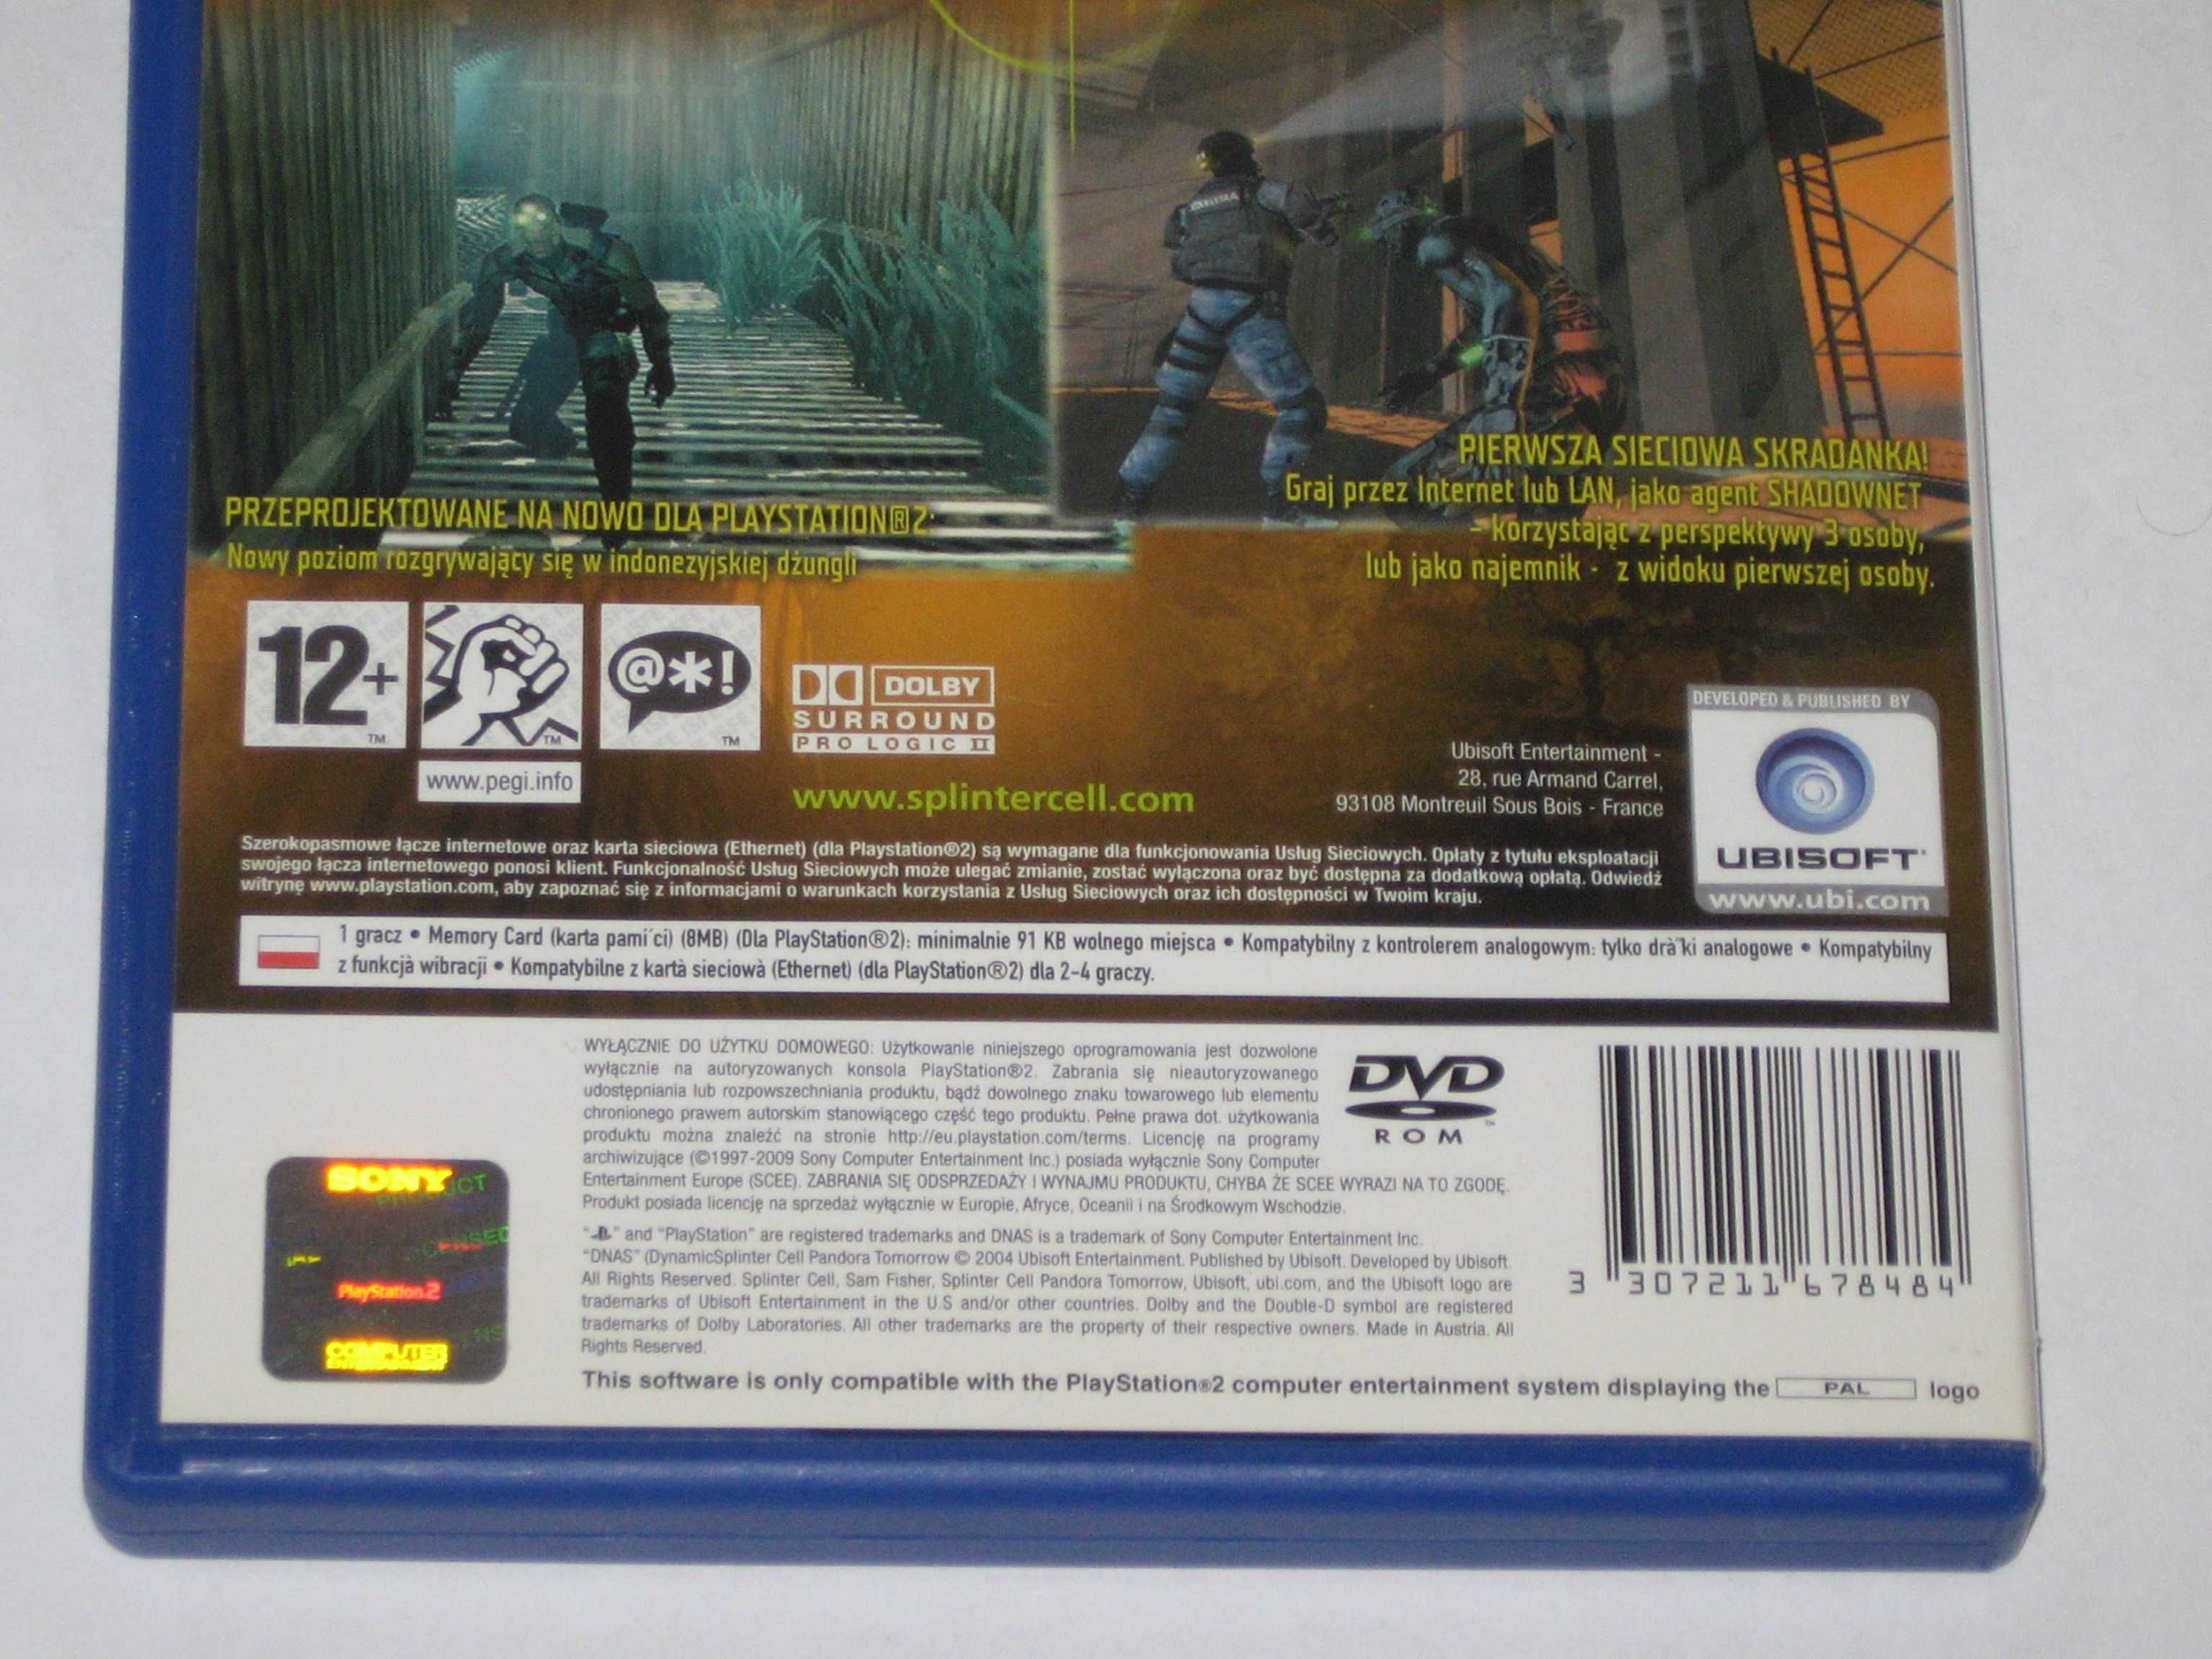 PRZEPROJEKTOWANE NA NOWO DLA PLAYSTATION®2:
Nowy poziom rozgrywający się w indonezyjskiej dżungli
PIERWSZA SIECIOWA SKRADANKA!
Graj przez Internet lub LAN, jako agent SHADOWNET
- korzystając z perspektywy 3 osoby,
lub jako najemnik - z widoku pierwszej osoby.
12+
TM
TM
@*!
TM
www.pegi.info
DOLBY
SURROUND
PRO LOGIC II
www.splintercell.com
Ubisoft Entertainment -
28, rue Armand Carrel,
93108 Montreuil Sous Bois - France
DEVELOPED & PUBLISHED BY
UBISOFT
www.ubi.com
Szerokopasmowe łącze internetowe oraz karta sieciowa (Ethernet) (dla Playstation®2) są wymagane dla funkcjonowania Usług Sieciowych. Opłaty z tytułu eksploatacji
swojego łącza internetowego ponosi klient. Funkcjonalność Usług Sieciowych może ulegać zmianie, zostać wyłączona oraz być dostępna za dodatkową opłatą. Odwiedź
witrynę www.playstation.com, aby zapoznać się z informacjami o warunkach korzystania z Usług Sieciowych oraz ich dostępności w Twoim kraju.
1 gracz • Memory Card (karta pami´ci) (8MB) (Dla PlayStation®2): minimalnie 91 KB wolnego miejsca • Kompatybilny z kontrolerem analogowym: tylko drà˝ki analogowe • Kompatybilny
z funkcjà wibracji • Kompatybilne z kartà sieciowà (Ethernet) (dla PlayStation®2) dla 2-4 graczy.
WYŁĄCZNIE DO UŻYTKU DOMOWEGO: Użytkowanie niniejszego oprogramowania jest dozwolone
wyłącznie na autoryzowanych konsola PlayStation®2. Zabrania się nieautoryzowanego
udostępniania lub rozpowszechniania produktu, bądź dowolnego znaku towarowego lub elementu
chronionego prawem autorskim stanowiącego część tego produktu. Pełne prawa dot. użytkowania
produktu można znaleźć na stronie http://eu.playstation.com/terms. Licencję na programy
archiwizujące (©1997-2009 Sony Computer Entertainment Inc.) posiada wyłącznie Sony Computer
Entertainment Europe (SCEE). ZABRANIA SIĘ ODSPRZEDAŻY I WYNAJMU PRODUKTU, CHYBA ŻE SCEE WYRAZI NA TO ZGODĘ.
Produkt posiada licencję na sprzedaż wyłącznie w Europie, Afryce, Oceanii i na Środkowym Wschodzie.
" " and "PlayStation" are registered trademarks and DNAS is a trademark of Sony Computer Entertainment Inc.
"DNAS" (DynamicSplinter Cell Pandora Tomorrow © 2004 Ubisoft Entertainment. Published by Ubisoft. Developed by Ubisoft.
All Rights Reserved. Splinter Cell, Sam Fisher, Splinter Cell Pandora Tomorrow, Ubisoft, ubi.com, and the Ubisoft logo are
trademarks of Ubisoft Entertainment in the U.S and/or other countries. Dolby and the Double-D symbol are registered
trademarks of Dolby Laboratories. All other trademarks are the property of their respective owners. Made in Austria. All
Rights Reserved.
This software is only compatible with the PlayStation®2 computer entertainment system displaying the PAL logo
DVD
ROM
3 307211 678484
SONY
PlayStation 2
COMPUTER
ENTERTAINMENT